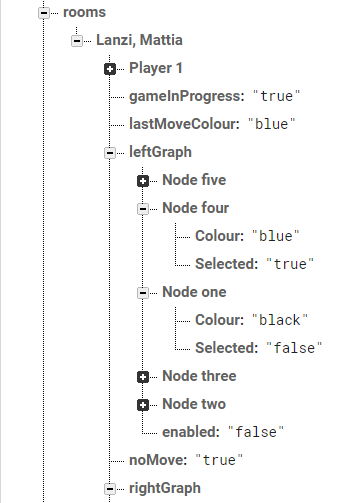 rooms
Lanzi, Mattia
Player 1
gameInProgress: "true"
lastMoveColour: "blue"
leftGraph
Node five
Node four
Colour: "blue"
Selected: "true"
Node one
Colour: "black"
Selected: "false"
Node three
Node two
enabled: "false"
noMove: "true"
rightGraph